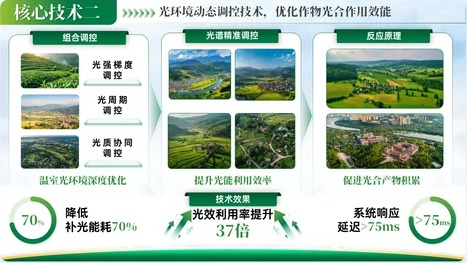 核心技术二
光环境动态调控技术，优化作物光合作用效能
组合调控
光强梯度
调控
光周期
调控
光质协同
调控
温室光环境深度优化
光谱精准调控
提升光能利用效率
反应原理
促进光合产物积累
技术效果
70%
降低
补光能耗70%
光效利用率提升
37倍
系统响应
延迟>75ms
>75ms